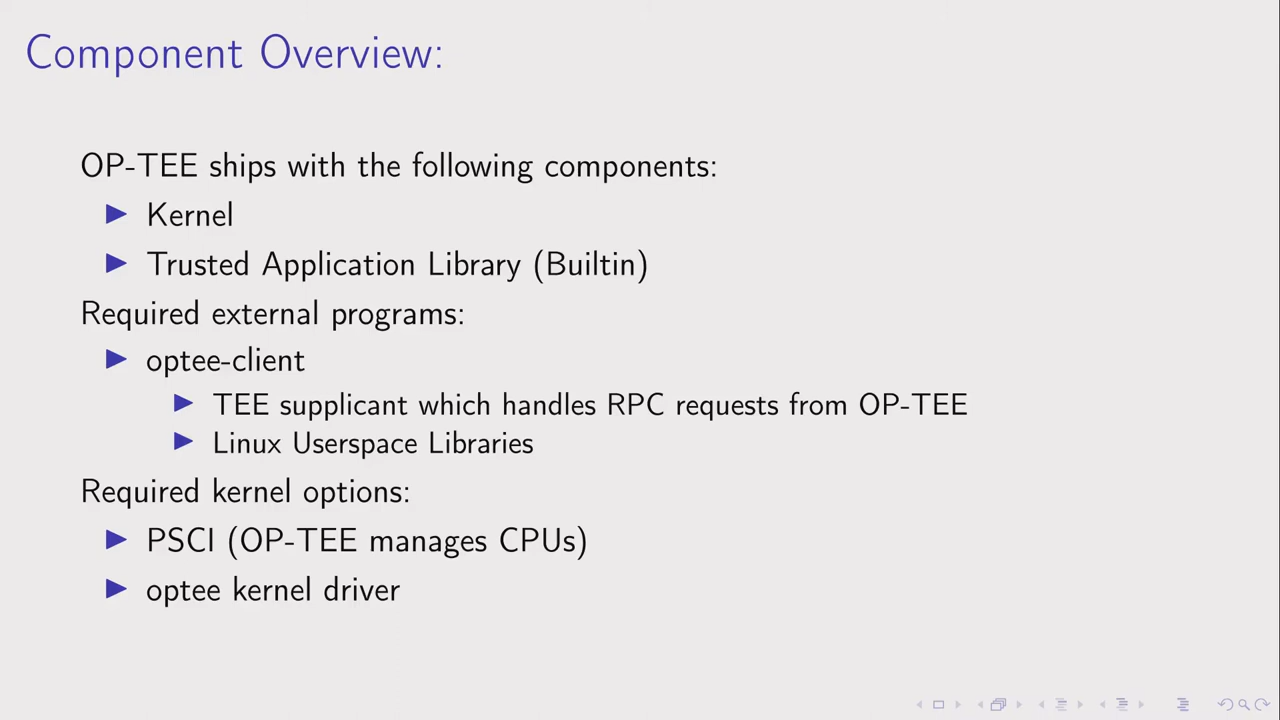 Component Overview:
OP-TEE ships with the following components:
Kernel
Trusted Application Library (Builtin)
Required external programs:
optee-client
TEE supplicant which handles RPC requests from OP-TEE
Linux Userspace Libraries
Required kernel options:
PSCI (OP-TEE manages CPUs)
optee kernel driver